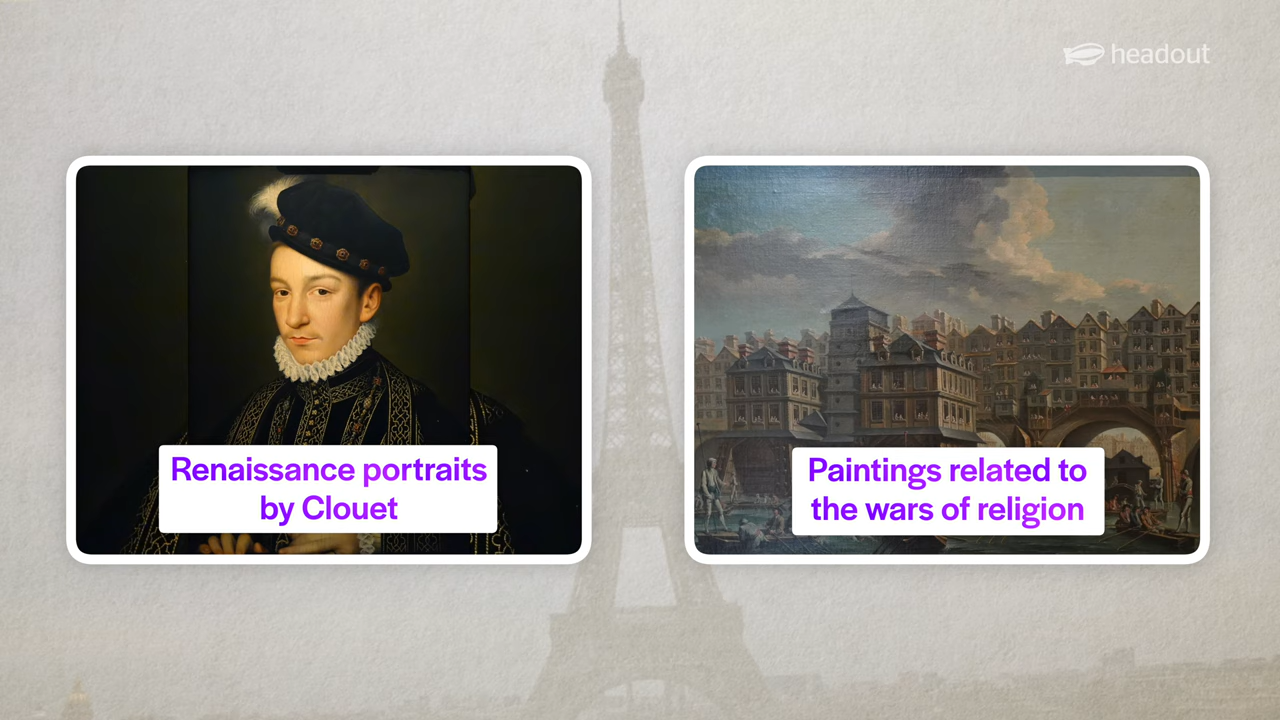 headout
Renaissance portraits
by Clouet
Paintings related to
the wars of religion